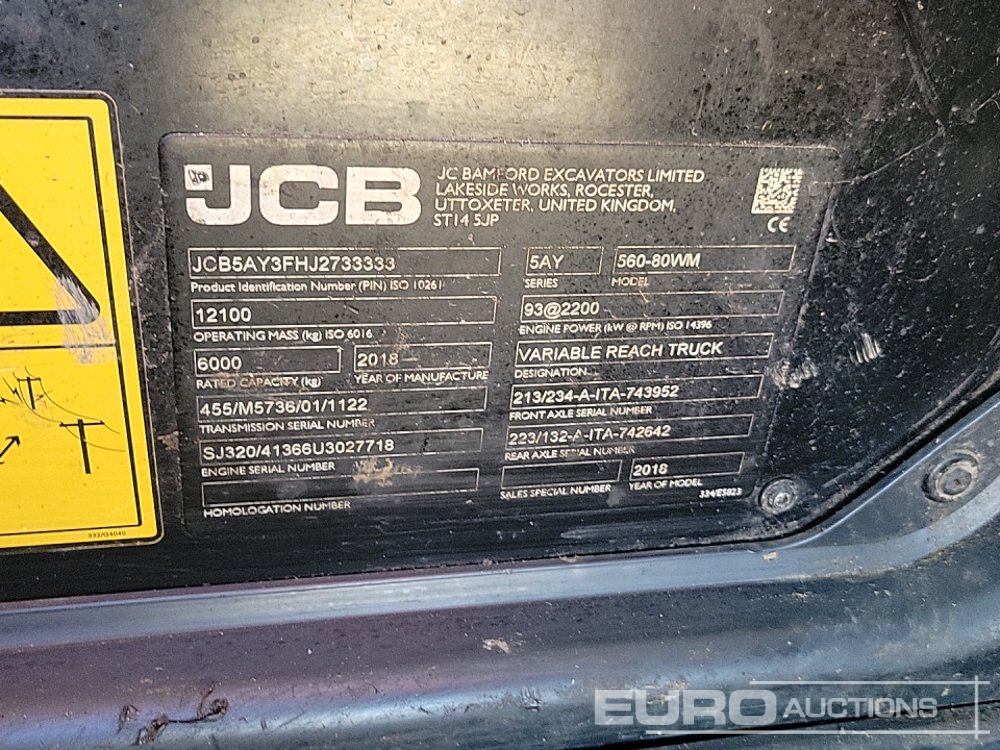 JCB
JC BAMFORD EXCAVATORS LIMITED
LAKESIDE WORKS, ROCESTER,
UTTOXETER, UNITED KINGDOM,
ST14 5JP
CE
JCB5AY3FHJ2733333
Product Identification Number (PIN) ISO 10261
5AY
SERIES
560-80WM
MODEL
12100
OPERATING MASS (kg) ISO 6016
93@2200
ENGINE POWER (kW @ RPM) ISO 14396
6000
RATED CAPACITY (kg)
2018
YEAR OF MANUFACTURE
VARIABLE REACH TRUCK
DESIGNATION
455/M5736/01/1122
TRANSMISSION SERIAL NUMBER
213/234-A-ITA-743952
FRONT AXLE SERIAL NUMBER
SJ320/41366U3027718
ENGINE SERIAL NUMBER
223/132-A-ITA-742642
REAR AXLE SERIAL NUMBER
HOMOLOGATION NUMBER
SALES SPECIAL NUMBER
2018
YEAR OF MODEL
334/E5823
332/G4040
EURO AUCTIONS